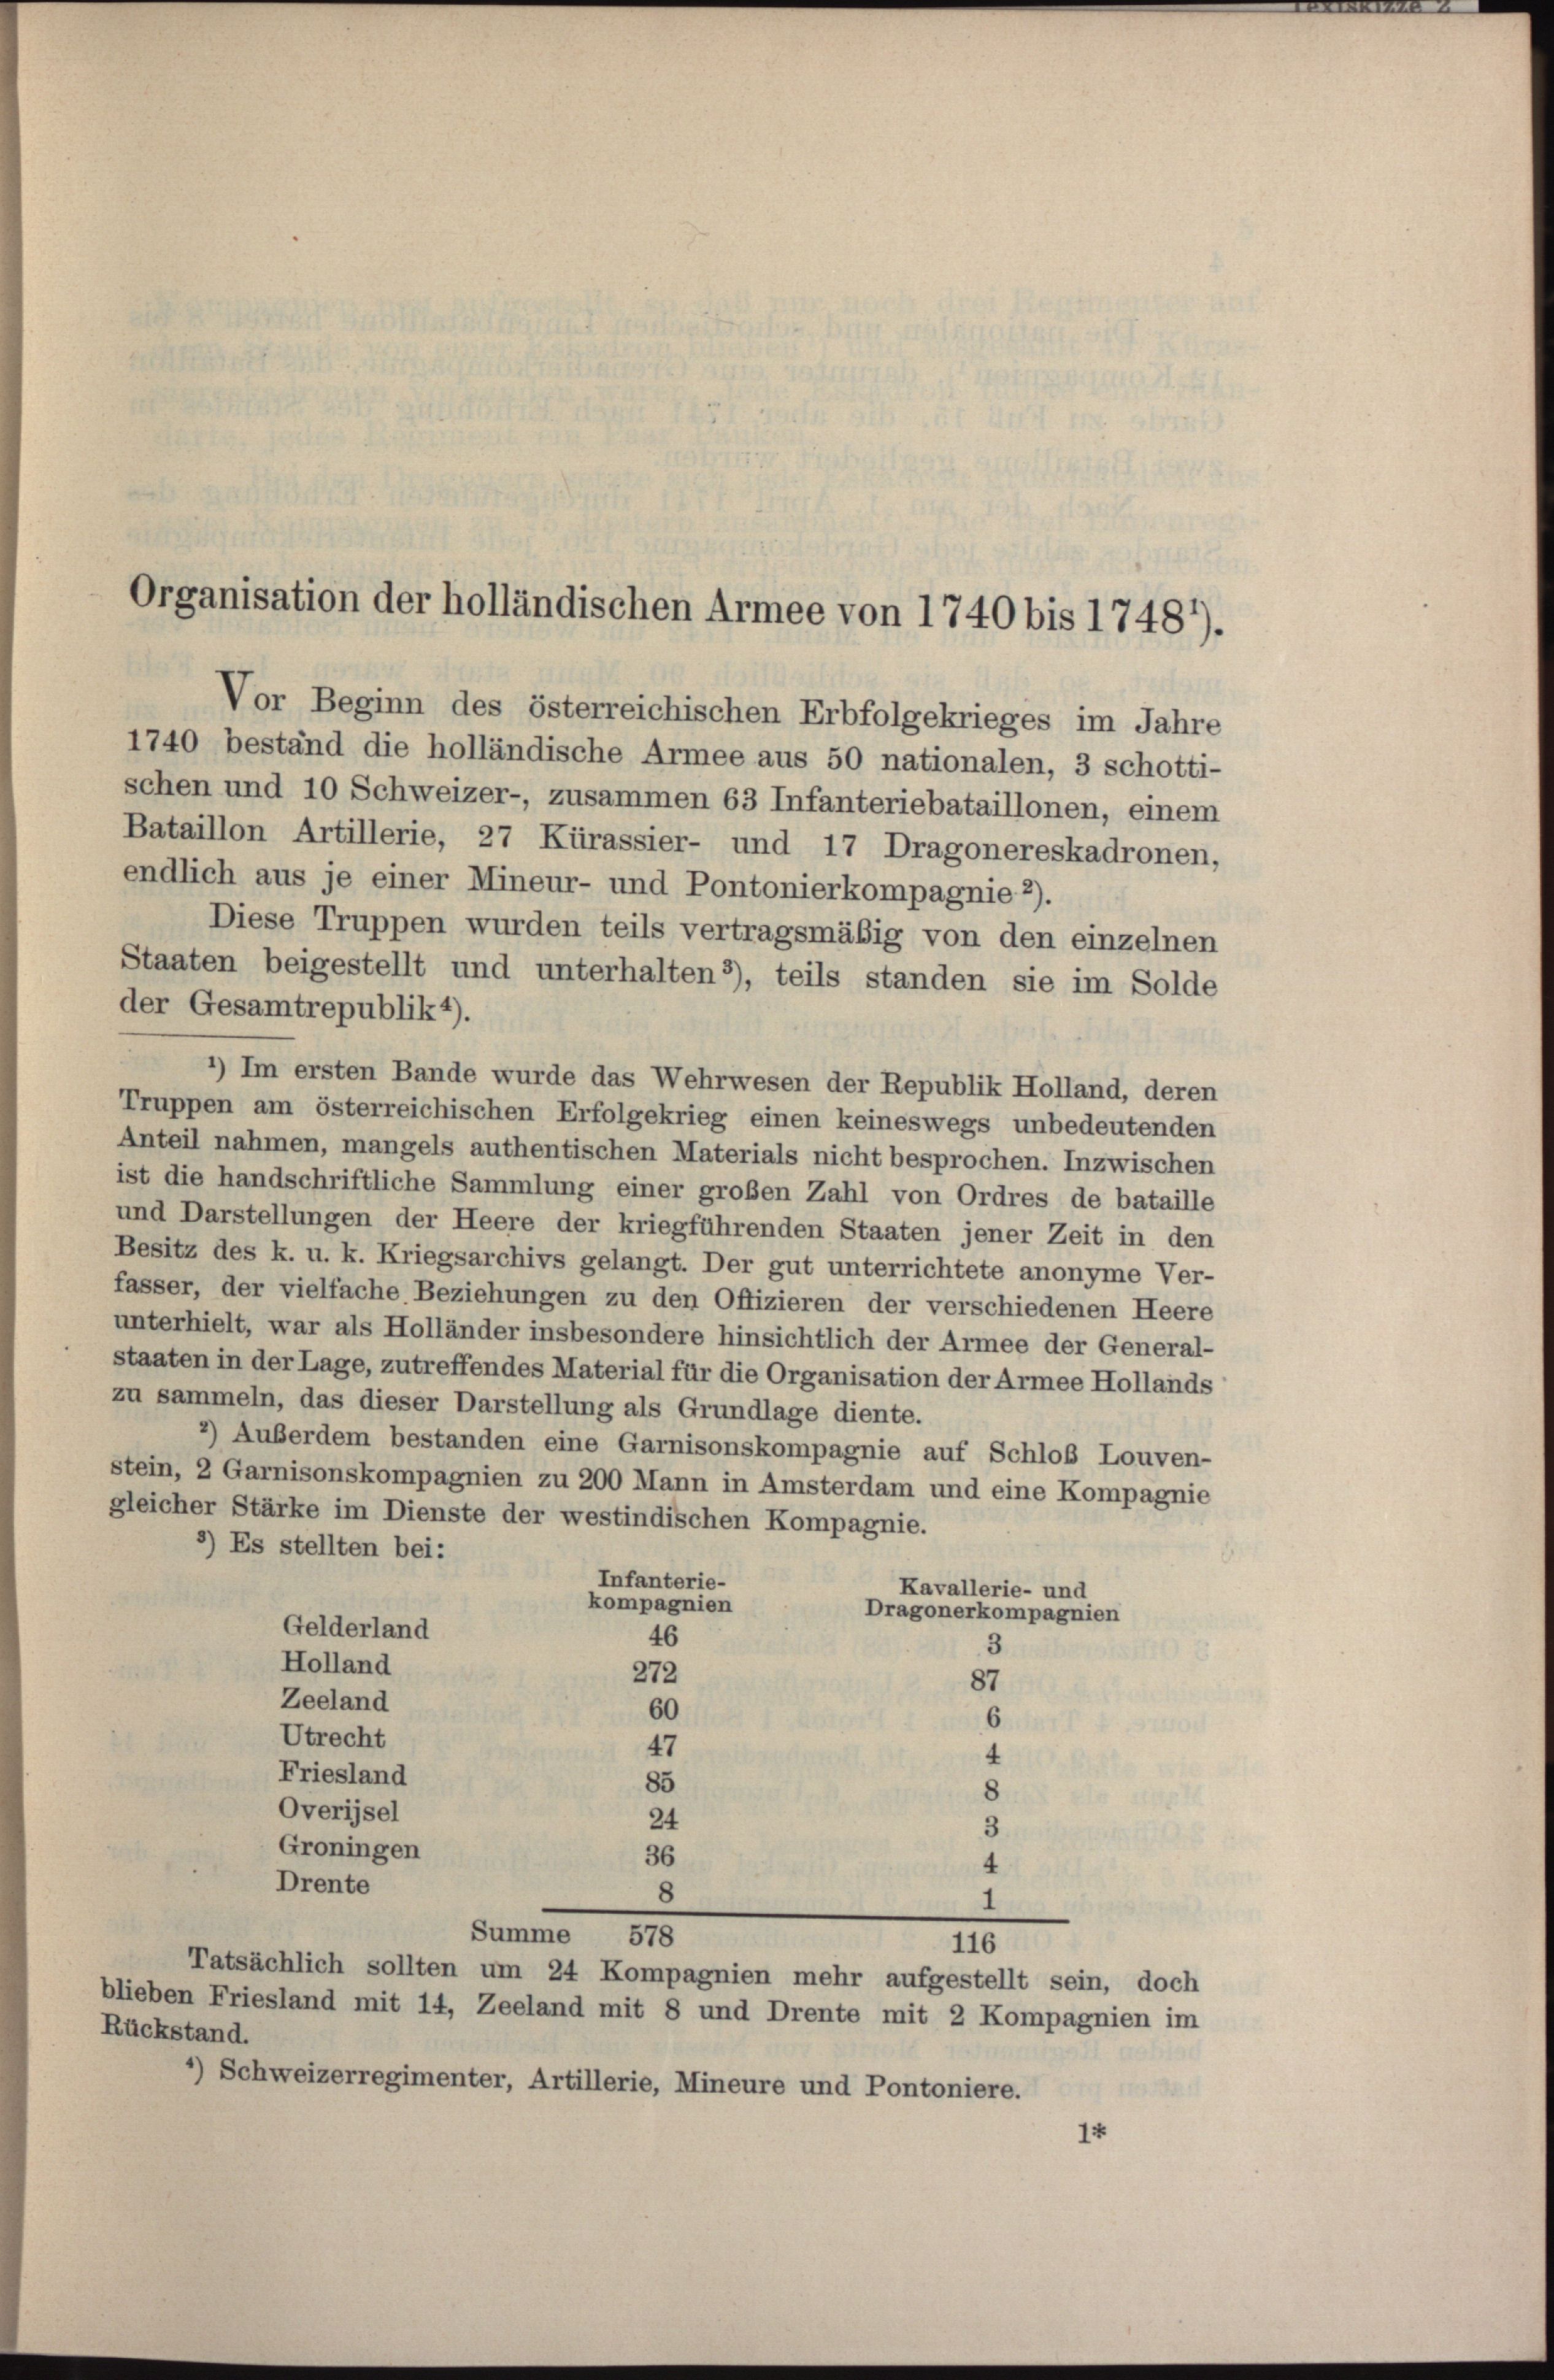 Textskizze 2
Organisation der holländischen Armee von 1740 bis 1748¹).
Vor Beginn des österreichischen Erbfolgekrieges im Jahre
1740 bestand die holländische Armee aus 50 nationalen, 3 schotti-
schen und 10 Schweizer-, zusammen 63 Infanteriebataillonen, einem
Bataillon Artillerie, 27 Kürassier- und 17 Dragonereskadronen,
endlich aus je einer Mineur- und Pontonierkompagnie ²).
Diese Truppen wurden teils vertragsmäßig von den einzelnen
Staaten beigestellt und unterhalten ³), teils standen sie im Solde
der Gesamtrepublik ⁴).
¹) Im ersten Bande wurde das Wehrwesen der Republik Holland, deren
Truppen am österreichischen Erfolgekrieg einen keineswegs unbedeutenden
Anteil nahmen, mangels authentischen Materials nicht besprochen. Inzwischen
ist die handschriftliche Sammlung einer großen Zahl von Ordres de bataille
und Darstellungen der Heere der kriegführenden Staaten jener Zeit in den
Besitz des k. u. k. Kriegsarchivs gelangt. Der gut unterrichtete anonyme Ver-
fasser, der vielfache Beziehungen zu den Offizieren der verschiedenen Heere
unterhielt, war als Holländer insbesondere hinsichtlich der Armee der General-
staaten in der Lage, zutreffendes Material für die Organisation der Armee Hollands
zu sammeln, das dieser Darstellung als Grundlage diente.
²) Außerdem bestanden eine Garnisonskompagnie auf Schloß Louven-
stein, 2 Garnisonskompagnien zu 200 Mann in Amsterdam und eine Kompagnie
gleicher Stärke im Dienste der westindischen Kompagnie.
³) Es stellten bei:
Infanterie- Kavallerie- und
kompagnien Dragonerkompagnien
Gelderland 46 3
Holland 272 87
Zeeland 60 6
Utrecht 47 4
Friesland 85 8
Overijsel 24 3
Groningen 36 4
Drente 8 1
Summe 578 116
Tatsächlich sollten um 24 Kompagnien mehr aufgestellt sein, doch
blieben Friesland mit 14, Zeeland mit 8 und Drente mit 2 Kompagnien im
Rückstand.
⁴) Schweizerregimenter, Artillerie, Mineure und Pontoniere.
1*